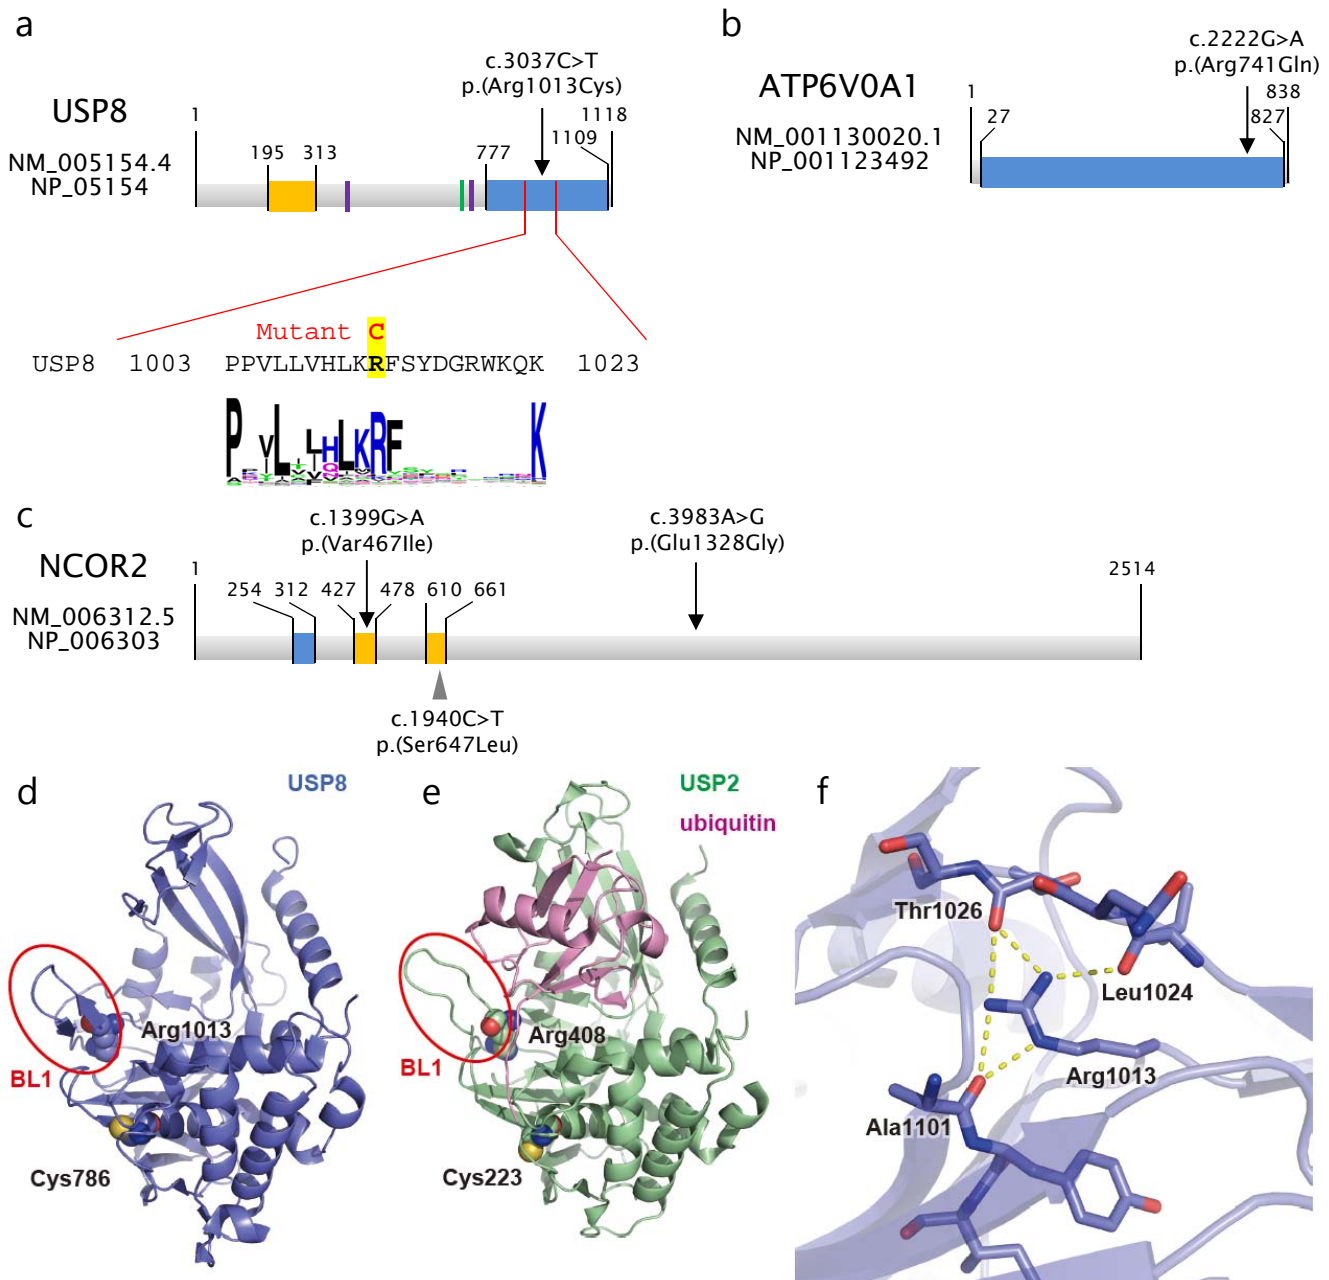 a
c.3037C>T
p.(Arg1013Cys)
USP8
1
1118
1109
195
313
777
NM_005154.4
NP_05154
Mutant C
USP8 1003 PPVLLVHLKRFSYDGRWKQK 1023
b
c.2222G>A
p.(Arg741Gln)
ATP6V0A1
1
838
27
827
NM_001130020.1
NP_001123492
c
c.1399G>A
p.(Var467Ile)
c.3983A>G
p.(Glu1328Gly)
NCOR2
1
2514
254
312
427
478
610
661
NM_006312.5
NP_006303
c.1940C>T
p.(Ser647Leu)
d
USP8
Arg1013
BL1
Cys786
e
USP2
ubiquitin
Arg408
BL1
Cys223
f
Thr1026
Leu1024
Arg1013
Ala1101